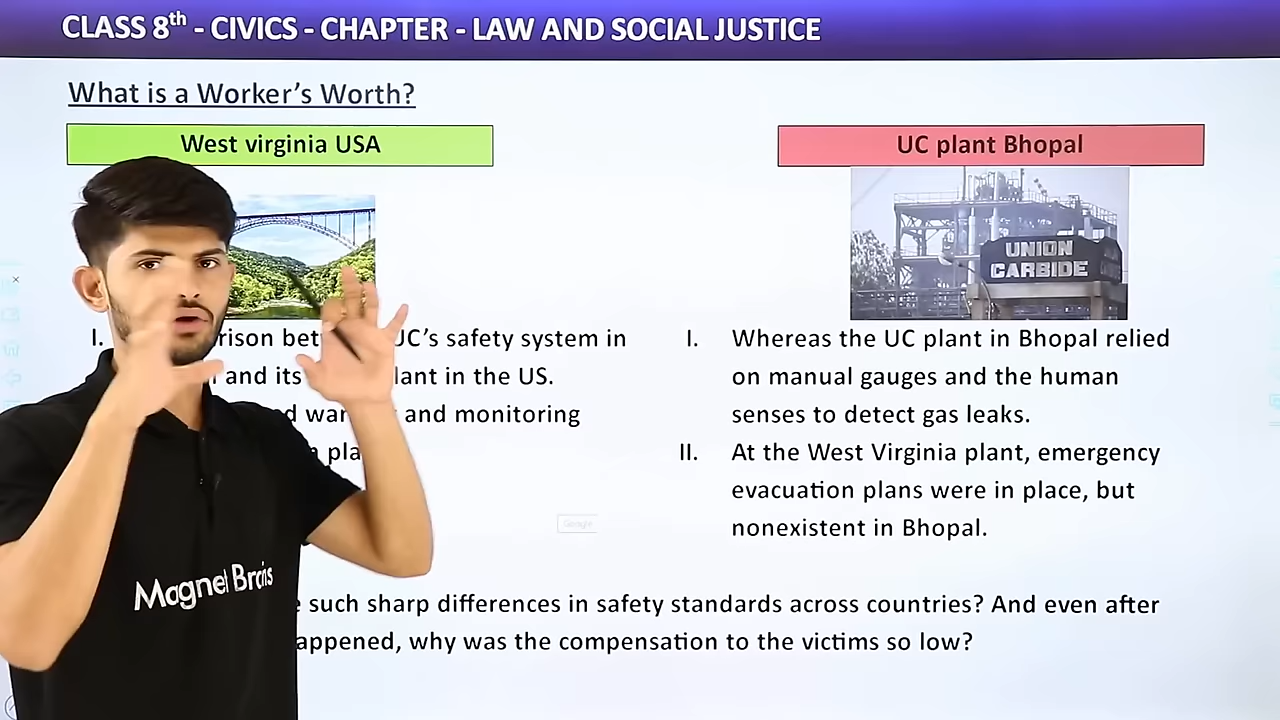 CLASS 8th - CIVICS - CHAPTER - LAW AND SOCIAL JUSTICE
What is a Worker's Worth?
West virginia USA
I. UC's safety system in
and its in the US.
and monitoring
UC plant Bhopal
UNION
CARBIDE
I. Whereas the UC plant in Bhopal relied
on manual gauges and the human
senses to detect gas leaks.
II. At the West Virginia plant, emergency
evacuation plans were in place, but
nonexistent in Bhopal.
such sharp differences in safety standards across countries? And even after
why was the compensation to the victims so low?
Google
Magnet Brains